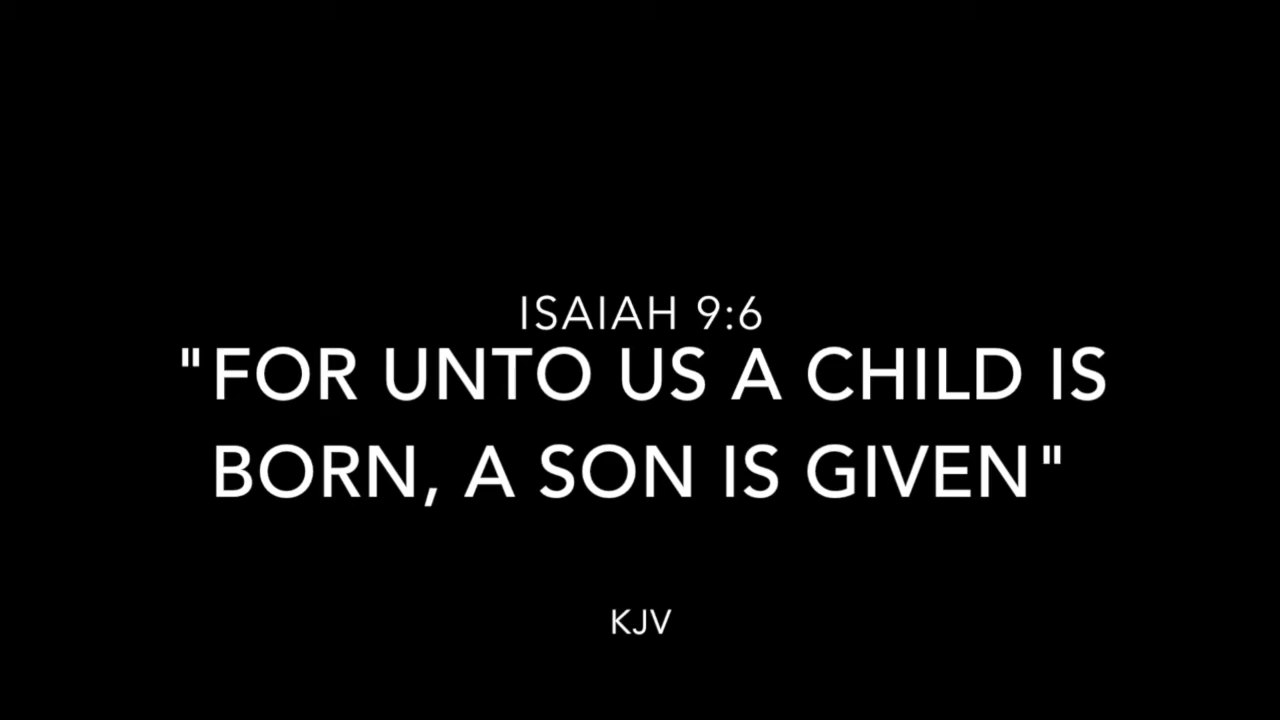 ISAIAH 9:6
"FOR UNTO US A CHILD IS
BORN, A SON IS GIVEN"
KJV